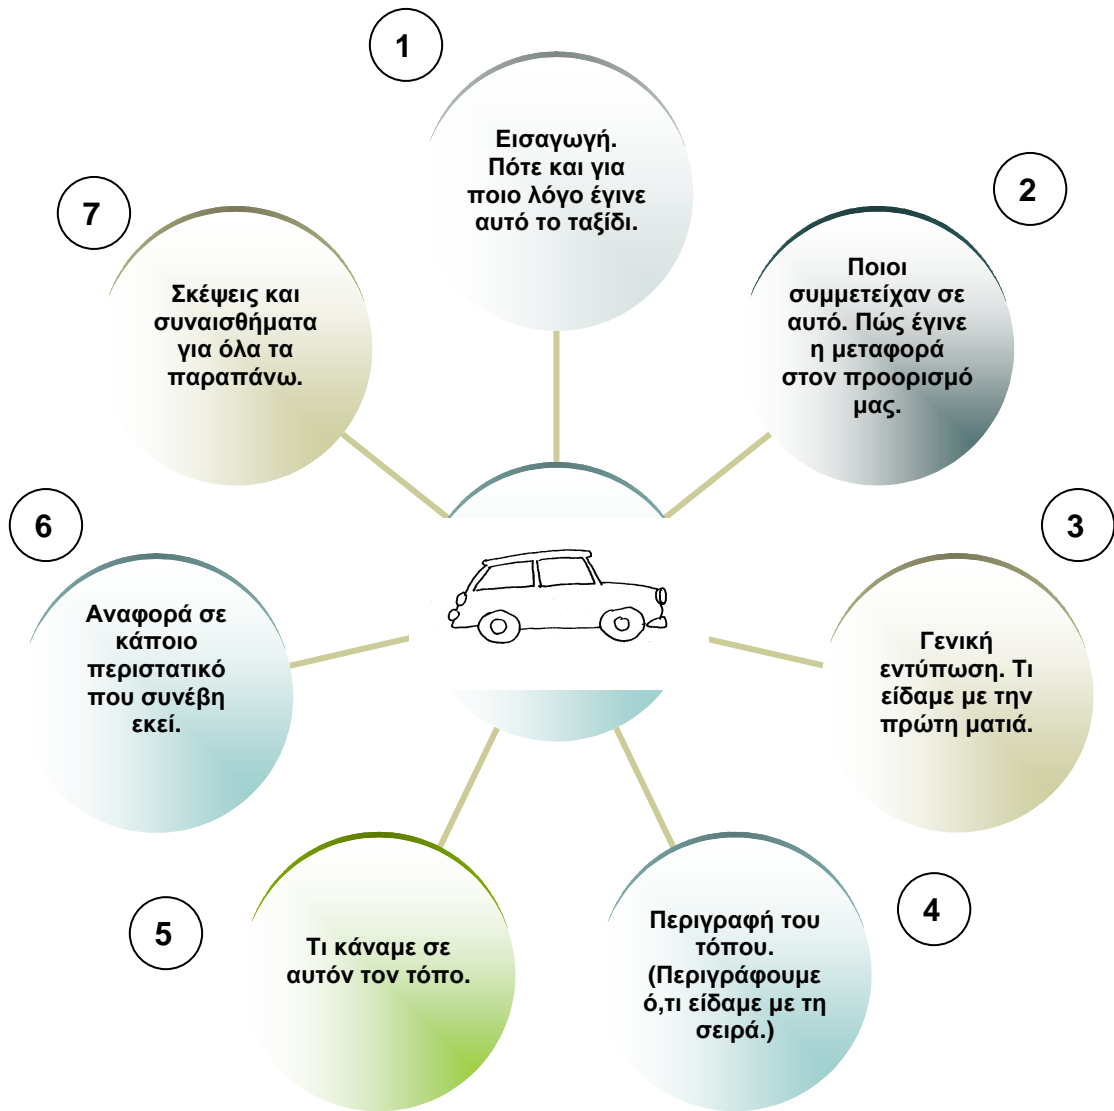 1
Εισαγωγή.
Πότε και για
ποιο λόγο έγινε
αυτό το ταξίδι.
2
Ποιοι
συμμετείχαν σε
αυτό. Πώς έγινε
η μεταφορά
στον προορισμό
μας.
3
Γενική
εντύπωση. Τι
είδαμε με την
πρώτη ματιά.
4
Περιγραφή του
τόπου.
(Περιγράφουμε
ό,τι είδαμε με τη
σειρά.)
5
Τι κάναμε σε
αυτόν τον τόπο.
6
Αναφορά σε
κάποιο
περιστατικό
που συνέβη
εκεί.
7
Σκέψεις και
συναισθήματα
για όλα τα
παραπάνω.